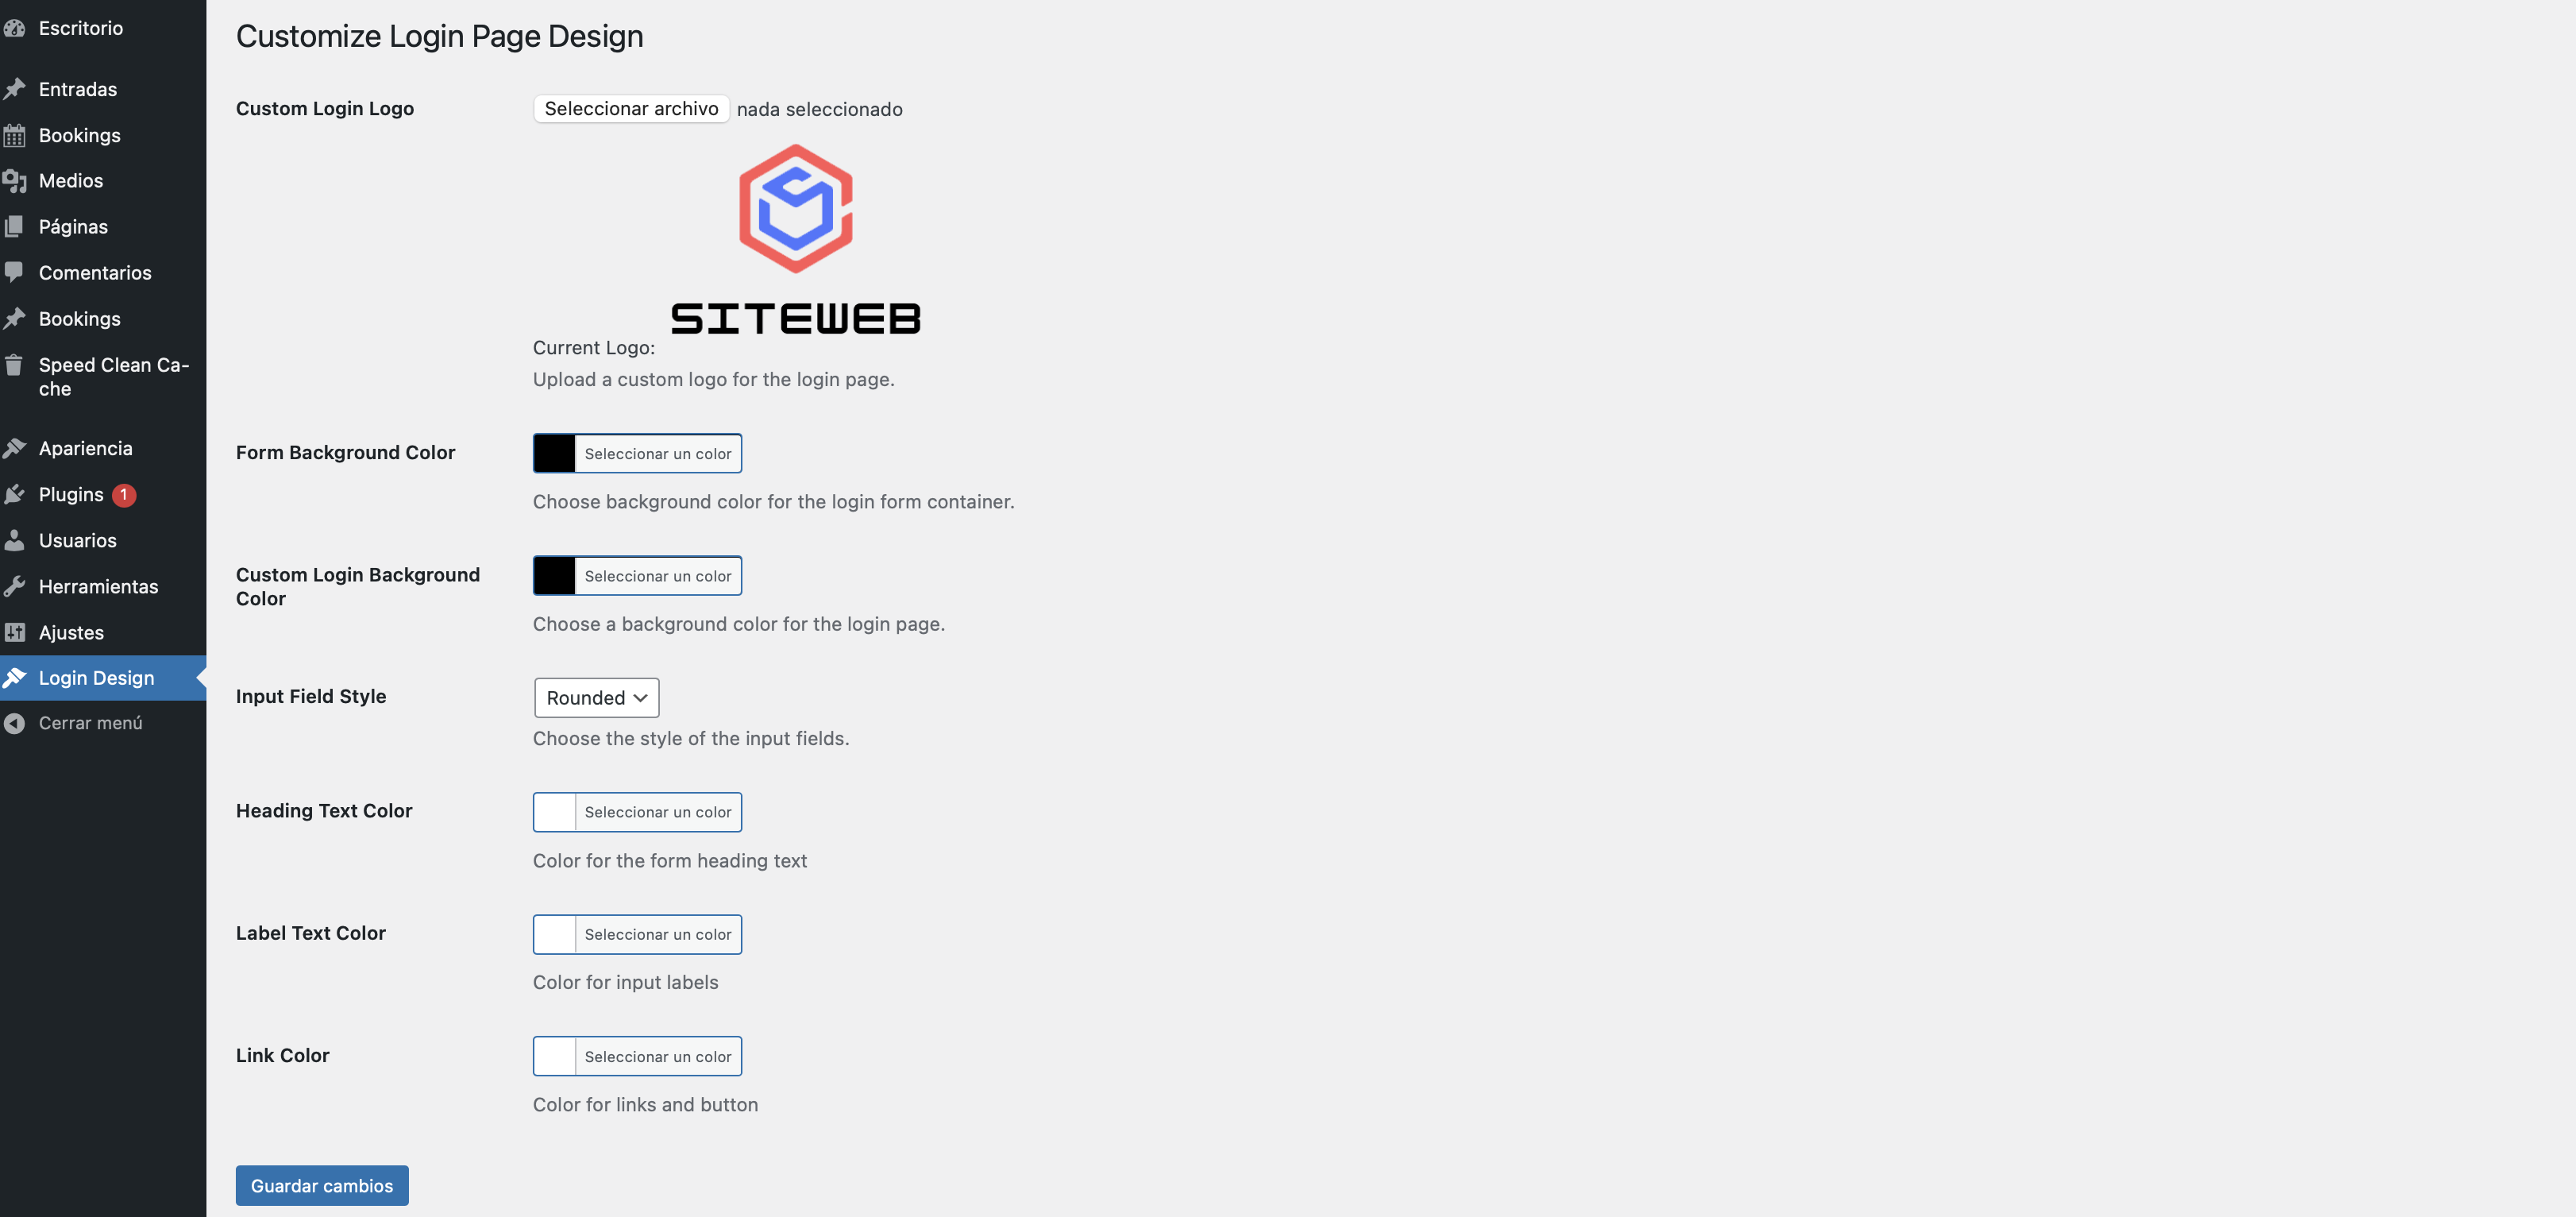 Escritorio
Entradas
Bookings
Medios
Páginas
Comentarios
Bookings
Speed Clean Ca-
che
Apariencia
Plugins 1
Usuarios
Herramientas
Ajustes
Login Design
Cerrar menú
Customize Login Page Design
Custom Login Logo
Seleccionar archivo nada seleccionado
SITEWEB
Current Logo:
Upload a custom logo for the login page.
Form Background Color
Seleccionar un color
Choose background color for the login form container.
Custom Login Background
Color
Seleccionar un color
Choose a background color for the login page.
Input Field Style
Rounded
Choose the style of the input fields.
Heading Text Color
Seleccionar un color
Color for the form heading text
Label Text Color
Seleccionar un color
Color for input labels
Link Color
Seleccionar un color
Color for links and button
Guardar cambios